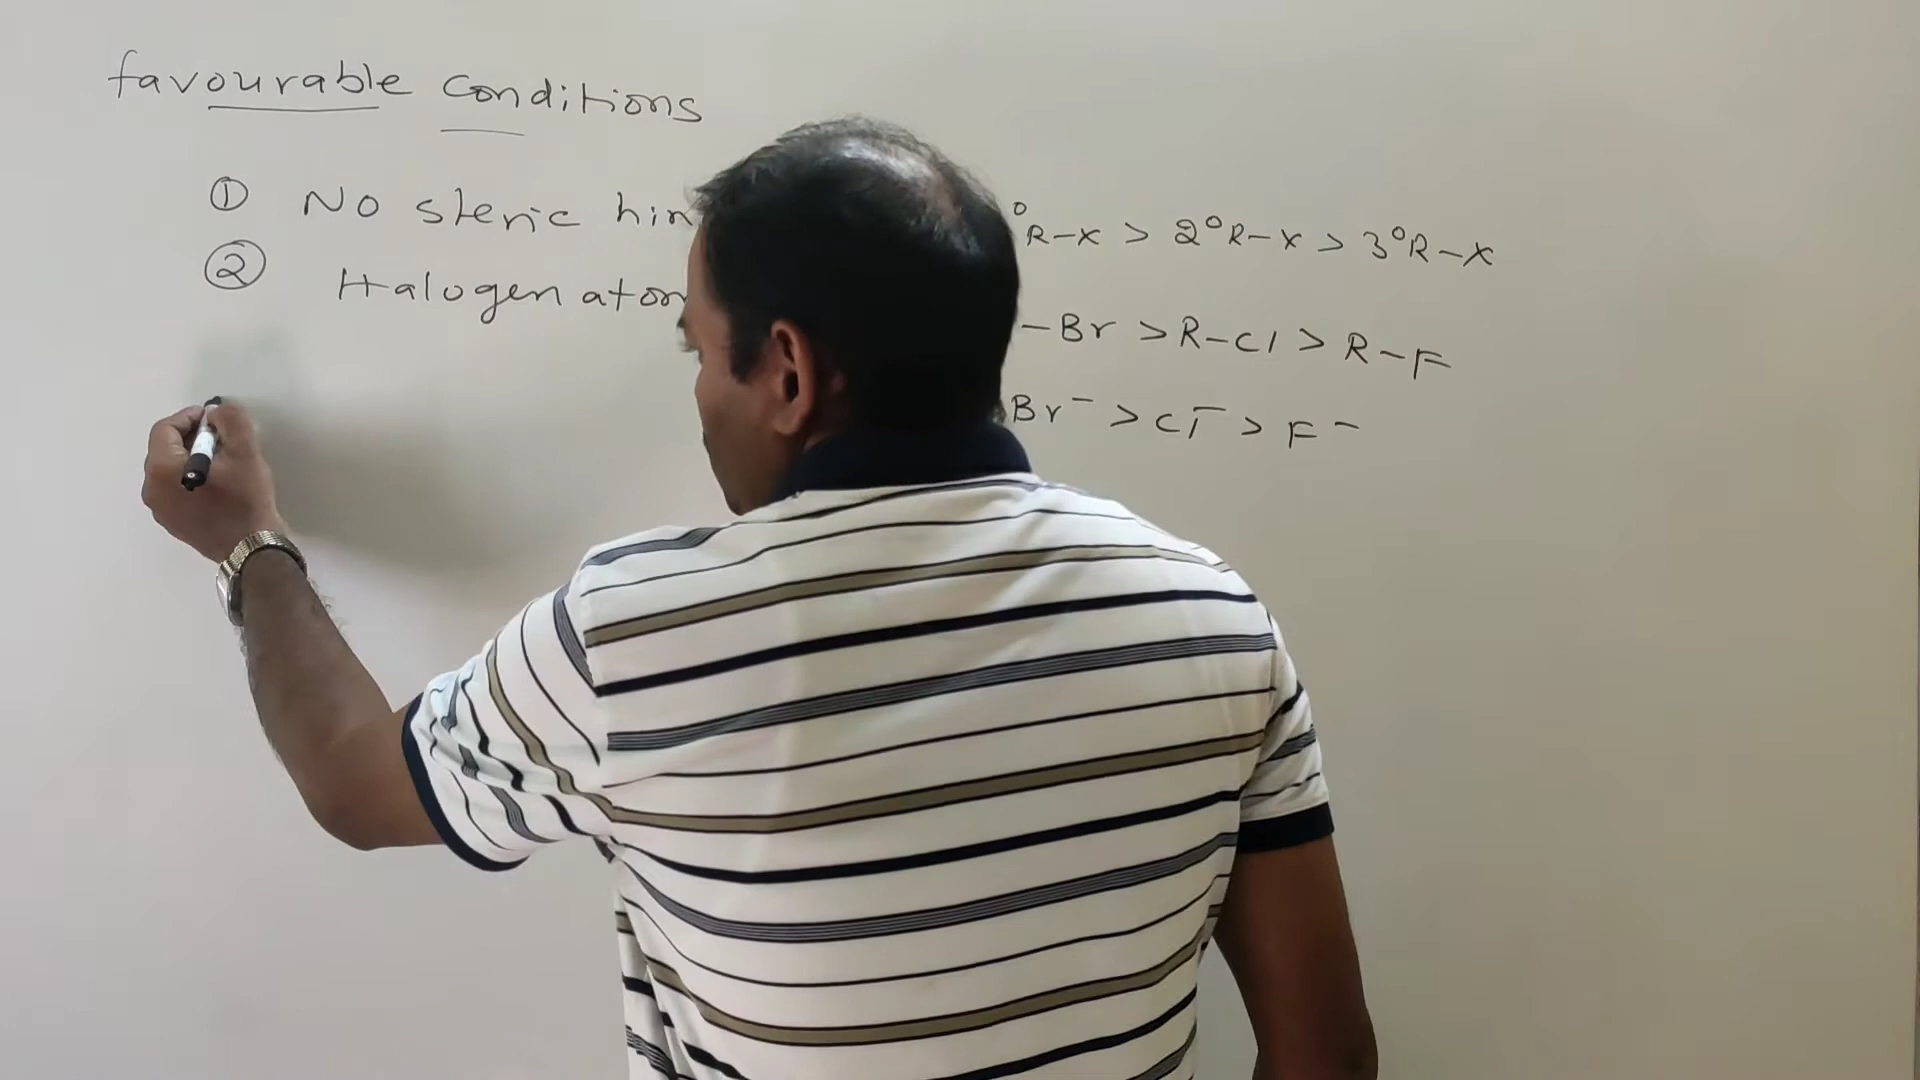 favourable conditions
① No steric hin °R-X > 2°R-X > 3°R-X
② Halogen atom -Br > R-Cl > R-F
Br⁻ > Cl⁻ > F⁻